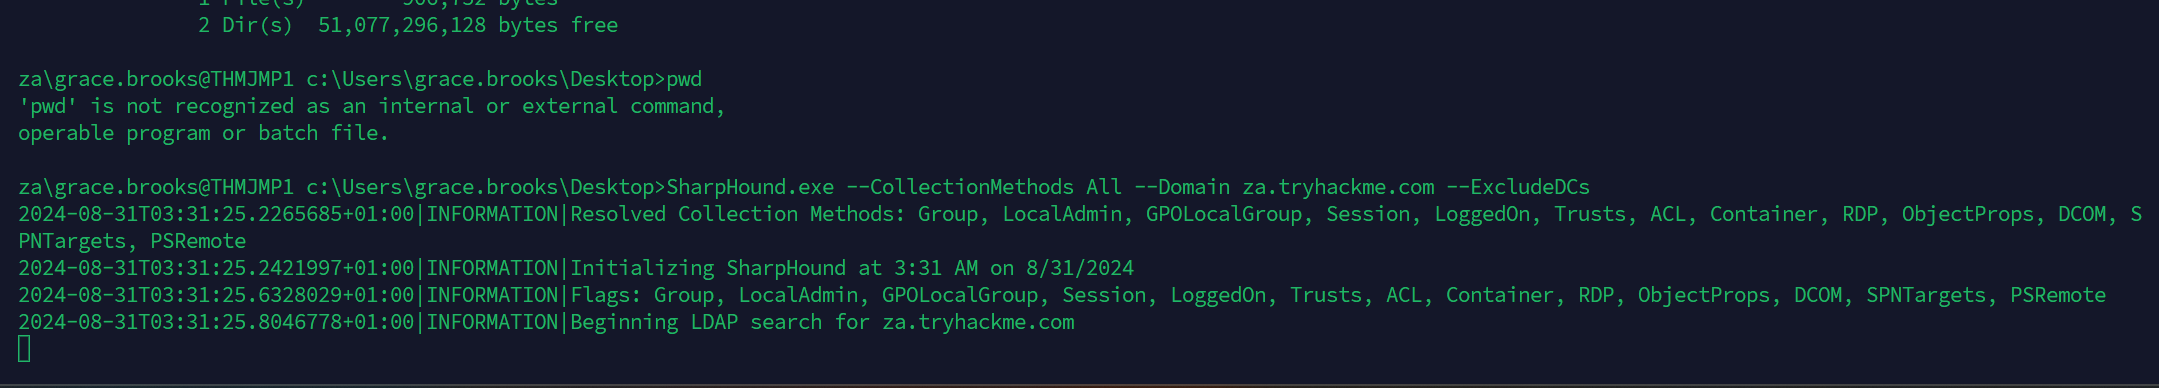 1 File(s) 906,752 bytes
2 Dir(s)  51,077,296,128 bytes free
za\grace.brooks@THMJMP1 c:\Users\grace.brooks\Desktop>pwd
'pwd' is not recognized as an internal or external command,
operable program or batch file.
za\grace.brooks@THMJMP1 c:\Users\grace.brooks\Desktop>SharpHound.exe --CollectionMethods All --Domain za.tryhackme.com --ExcludeDCs
2024-08-31T03:31:25.2265685+01:00|INFORMATION|Resolved Collection Methods: Group, LocalAdmin, GPOLocalGroup, Session, LoggedOn, Trusts, ACL, Container, RDP, ObjectProps, DCOM, S
PNTargets, PSRemote
2024-08-31T03:31:25.2421997+01:00|INFORMATION|Initializing SharpHound at 3:31 AM on 8/31/2024
2024-08-31T03:31:25.6328029+01:00|INFORMATION|Flags: Group, LocalAdmin, GPOLocalGroup, Session, LoggedOn, Trusts, ACL, Container, RDP, ObjectProps, DCOM, SPNTargets, PSRemote
2024-08-31T03:31:25.8046778+01:00|INFORMATION|Beginning LDAP search for za.tryhackme.com